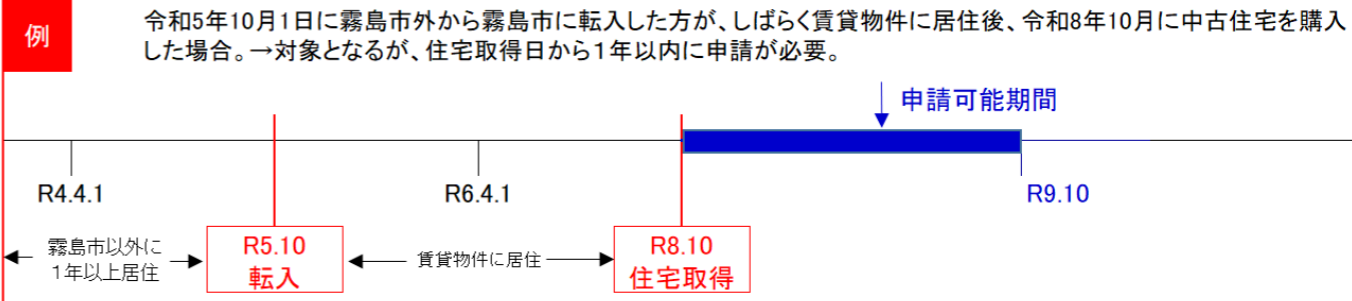 例
令和5年10月1日に霧島市外から霧島市に転入した方が、しばらく賃貸物件に居住後、令和8年10月に中古住宅を購入
した場合。→対象となるが、住宅取得日から１年以内に申請が必要。
申請可能期間
R4.4.1
R6.4.1
R9.10
霧島市以外に
1年以上居住
R5.10
転入
賃貸物件に居住
R8.10
住宅取得